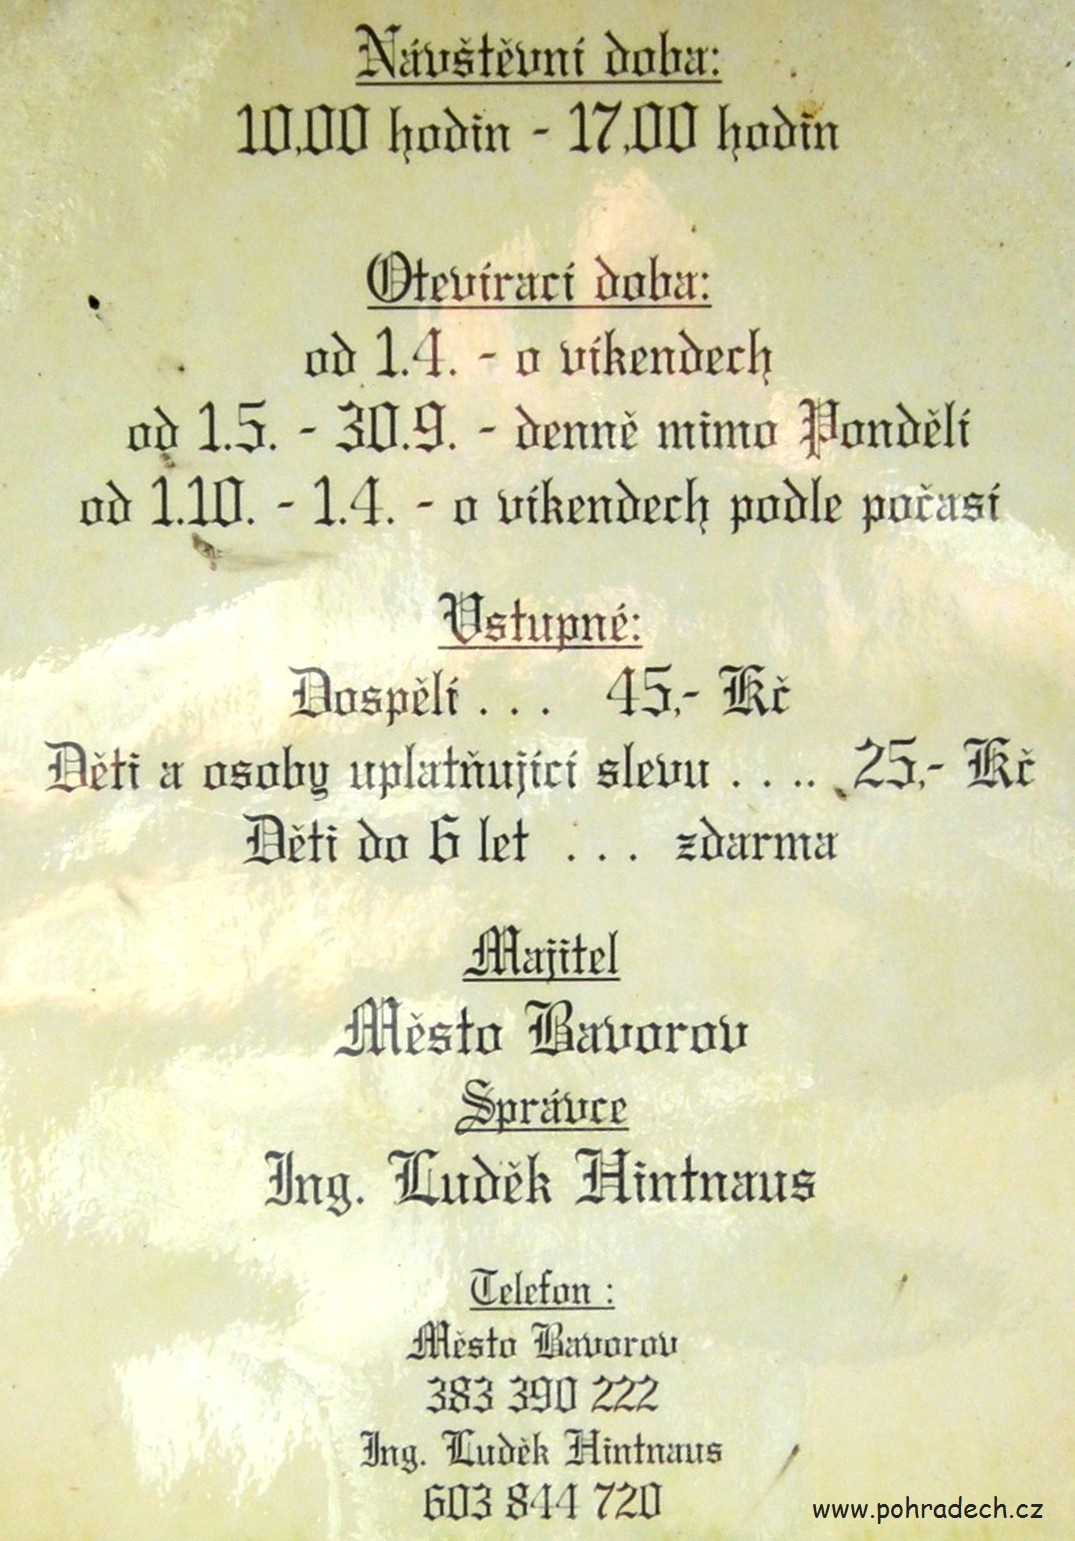 Návštěvní doba:
10.00 hodin - 17.00 hodin
Otevírací doba:
od 1.4. - o víkendech
od 1.5. - 30.9. - denně mimo Pondělí
od 1.10. - 1.4. - o víkendech podle počasí
Vstupné:
Dospělí . . . 45,- Kč
Děti a osoby uplatňující slevu . . .. 25,- Kč
Děti do 6 let . . . zdarma
Majitel
Město Bavorov
Správce
Ing. Luděk Hintnaus
Telefon :
Město Bavorov
383 390 222
Ing. Luděk Hintnaus
603 844 720
www.pohradech.cz